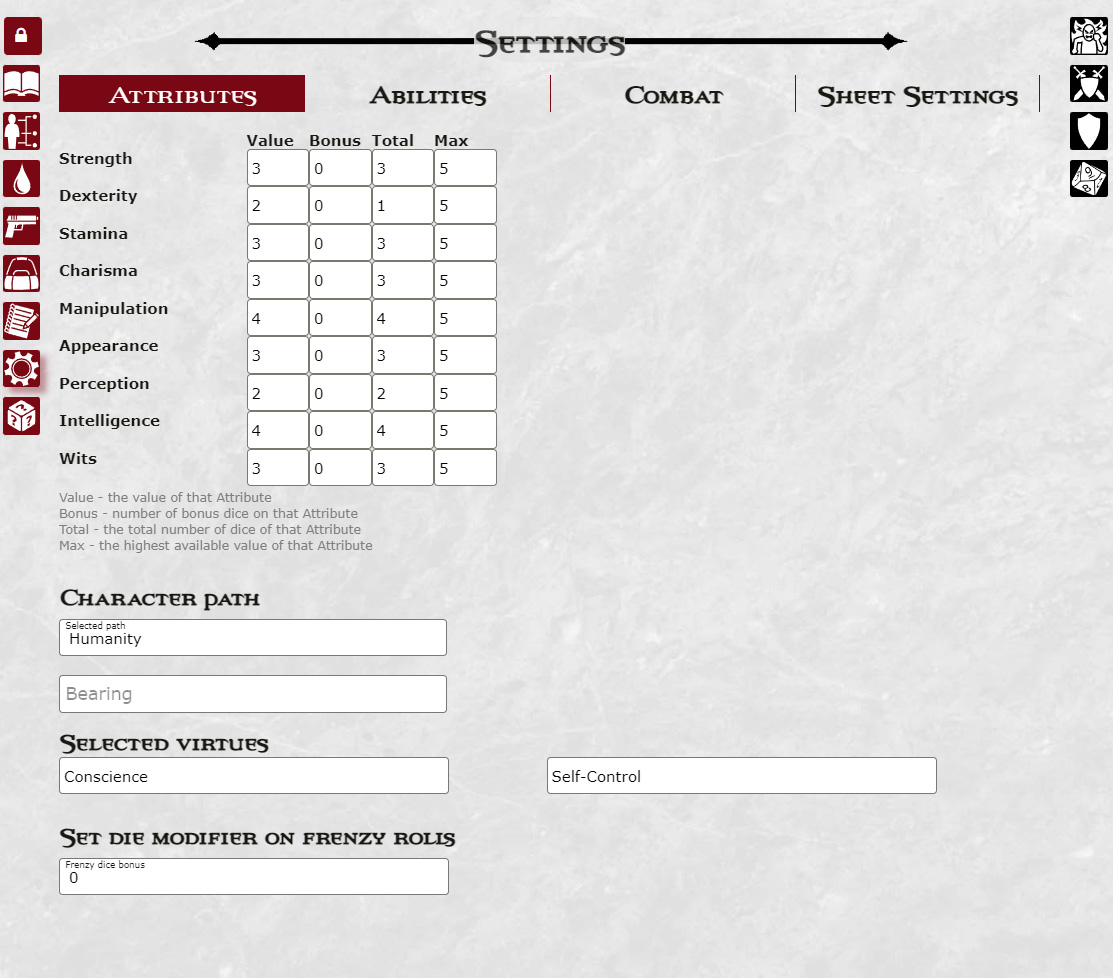 Settings
Attributes Abilities Combat Sheet Settings
Value Bonus Total Max
Strength 3 0 3 5
Dexterity 2 0 1 5
Stamina 3 0 3 5
Charisma 3 0 3 5
Manipulation 4 0 4 5
Appearance 3 0 3 5
Perception 2 0 2 5
Intelligence 4 0 4 5
Wits 3 0 3 5
Value - the value of that Attribute
Bonus - number of bonus dice on that Attribute
Total - the total number of dice of that Attribute
Max - the highest available value of that Attribute
Character path
Selected path
Humanity
Bearing
Selected virtues
Conscience Self-Control
Set die modifier on frenzy rolls
Frenzy dice bonus
0